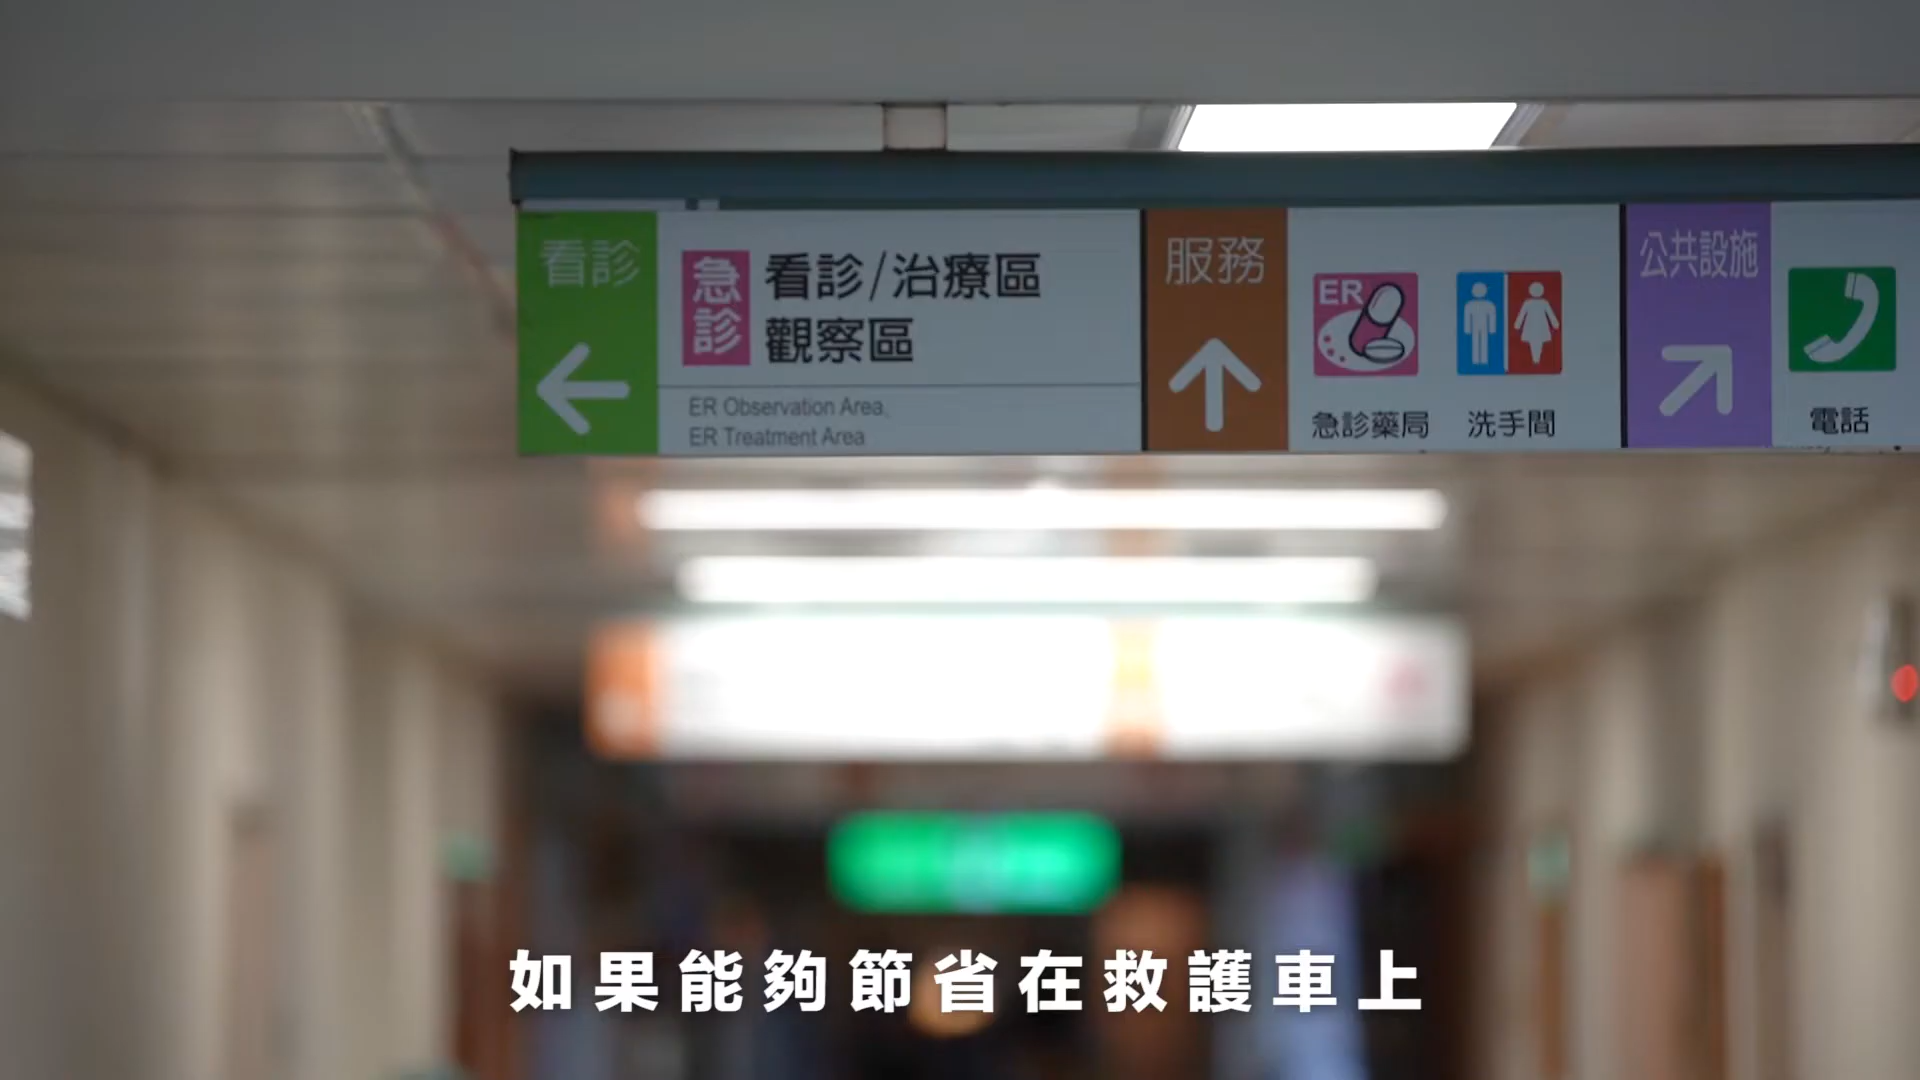 看診
急診
看診/治療區
觀察區
ER Observation Area,
ER Treatment Area
服務
ER
急診藥局
洗手間
公共設施
電話
如果能夠節省在救護車上